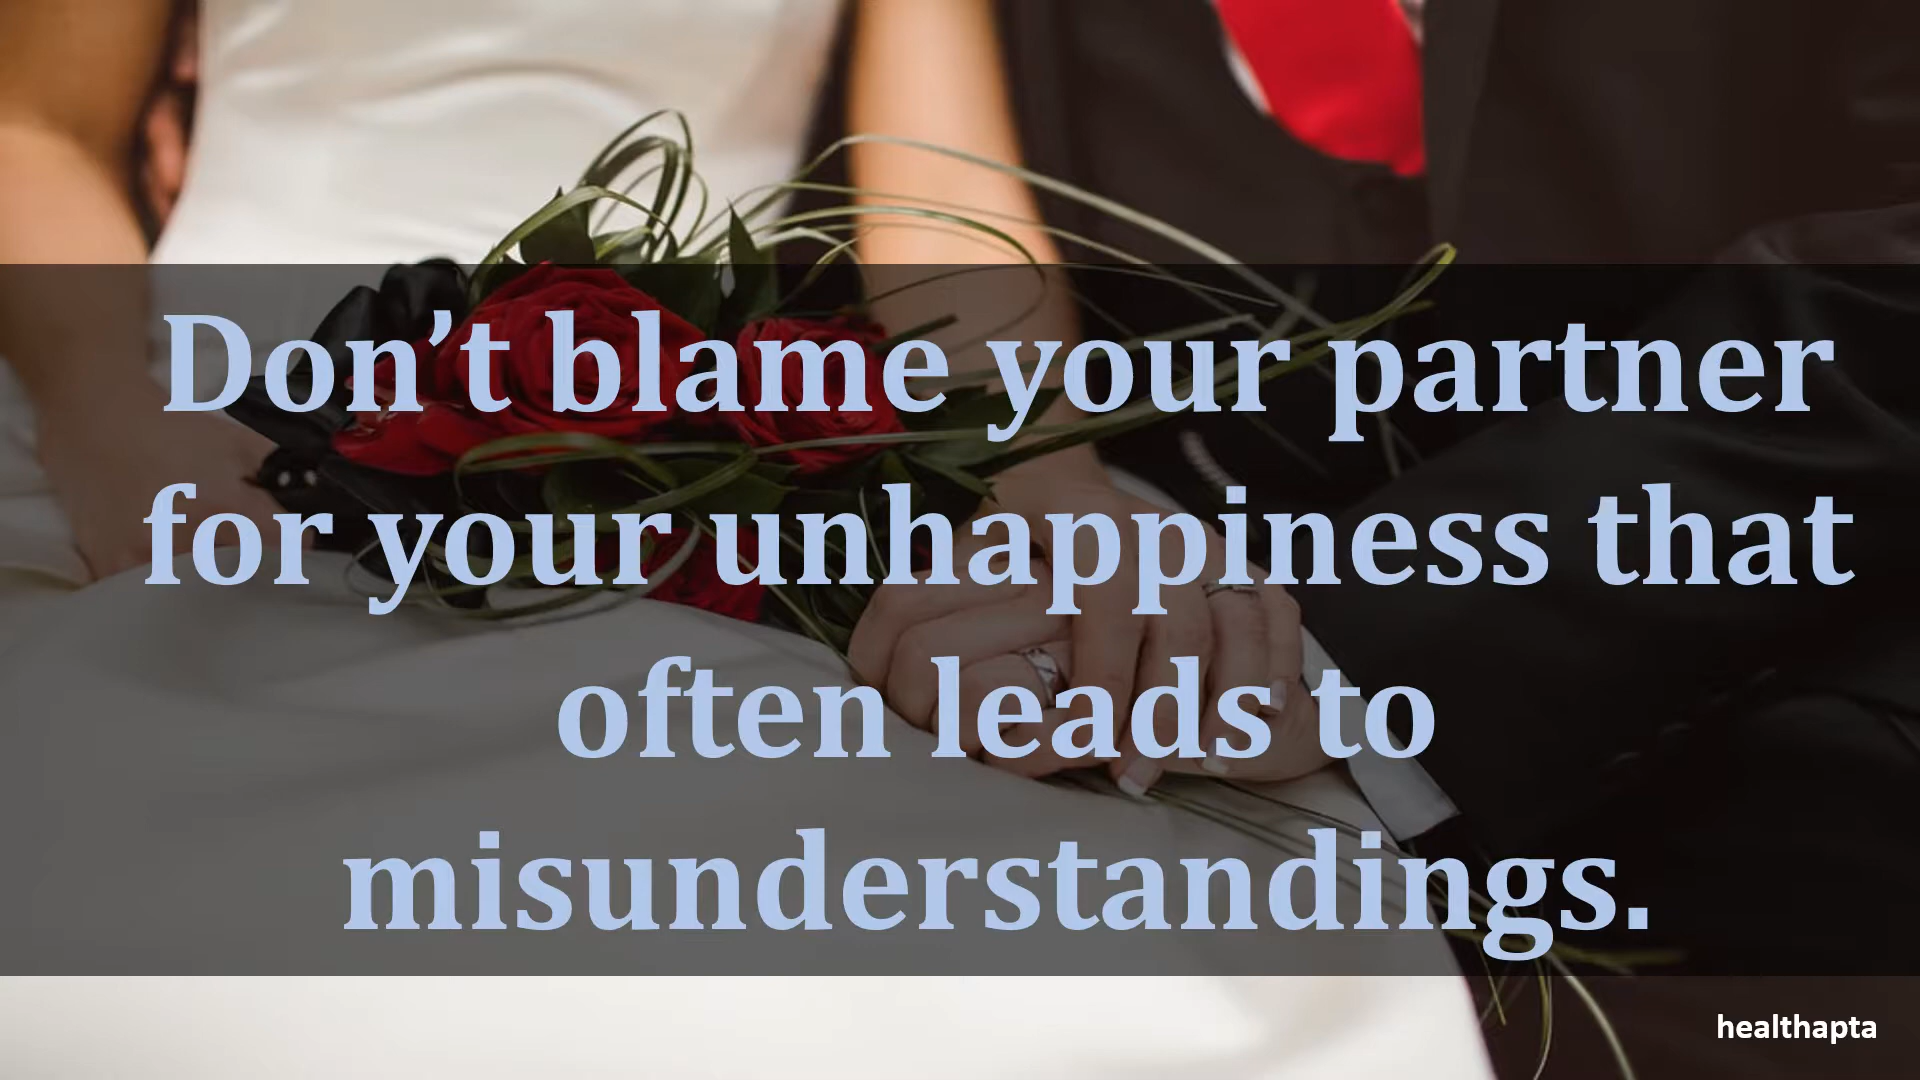 Don’t blame your partner
for your unhappiness that
often leads to
misunderstandings.
healthapta